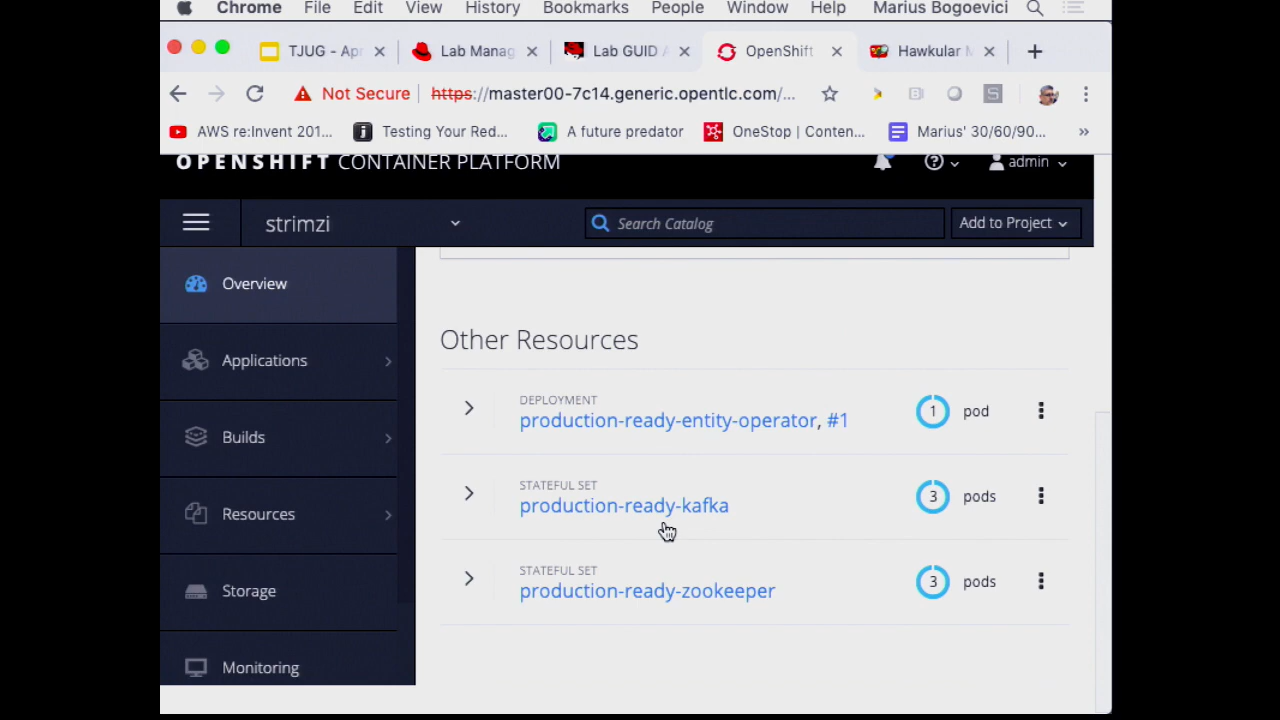 Chrome File Edit View History Bookmarks People Window Help Marius Bogoevici
TJUG - Apr Lab Manag Lab GUID A OpenShift Hawkular M
Not Secure https://master00-7c14.generic.opentlc.com/...
AWS re:Invent 201... Testing Your Red... A future predator OneStop | Conten... Marius' 30/60/90... »
OPENSHIFT CONTAINER PLATFORM admin
strimzi Search Catalog Add to Project
Overview
Applications
Builds
Resources
Storage
Monitoring
Other Resources
DEPLOYMENT
production-ready-entity-operator, #1 1 pod
STATEFUL SET
production-ready-kafka 3 pods
STATEFUL SET
production-ready-zookeeper 3 pods